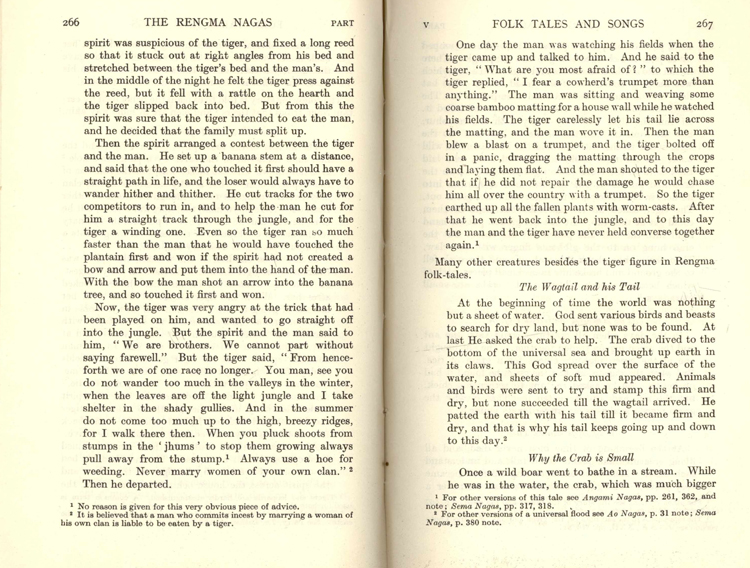 266 THE RENGMA NAGAS PART
spirit was suspicious of the tiger, and fixed a long reed
so that it stuck out at right angles from his bed and
stretched between the tiger's bed and the man's. And
in the middle of the night he felt the tiger press against
the reed, but it fell with a rattle on the hearth and
the tiger slipped back into bed. But from this the
spirit was sure that the tiger intended to eat the man,
and he decided that the family must split up.
Then the spirit arranged a contest between the tiger
and the man. He set up a banana stem at a distance,
and said that the one who touched it first should have a
straight path in life, and the loser would always have to
wander hither and thither. He cut tracks for the two
competitors to run in, and to help the man he cut for
him a straight track through the jungle, and for the
tiger a winding one. Even so the tiger ran so much
faster than the man that he would have touched the
plantain first and won if the spirit had not created a
bow and arrow and put them into the hand of the man.
With the bow the man shot an arrow into the banana
tree, and so touched it first and won.
Now, the tiger was very angry at the trick that had
been played on him, and wanted to go straight off
into the jungle. But the spirit and the man said to
him, “ We are brothers. We cannot part without
saying farewell.” But the tiger said, “ From hence-
forth we are of one race no longer. You man, see you
do not wander too much in the valleys in the winter,
when the leaves are off the light jungle and I take
shelter in the shady gullies. And in the summer
do not come too much up to the high, breezy ridges,
for I walk there then. When you pluck shoots from
stumps in the ‘ jhums ’ to stop them growing always
pull away from the stump.¹ Always use a hoe for
weeding. Never marry women of your own clan.” ²
Then he departed.
¹ No reason is given for this very obvious piece of advice.
² It is believed that a man who commits incest by marrying a woman of
his own clan is liable to be eaten by a tiger.
V FOLK TALES AND SONGS 267
One day the man was watching his fields when the
tiger came up and talked to him. And he said to the
tiger, “ What are you most afraid of ? ” to which the
tiger replied, “ I fear a cowherd's trumpet more than
anything.” The man was sitting and weaving some
coarse bamboo matting for a house wall while he watched
his fields. The tiger carelessly let his tail lie across
the matting, and the man wove it in. Then the man
blew a blast on a trumpet, and the tiger bolted off
in a panic, dragging the matting through the crops
and laying them flat. And the man shouted to the tiger
that if he did not repair the damage he would chase
him all over the country with a trumpet. So the tiger
earthed up all the fallen plants with worm-casts. After
that he went back into the jungle, and to this day
the man and the tiger have never held converse together
again.¹
Many other creatures besides the tiger figure in Rengma
folk-tales.
The Wagtail and his Tail
At the beginning of time the world was nothing
but a sheet of water. God sent various birds and beasts
to search for dry land, but none was to be found. At
last He asked the crab to help. The crab dived to the
bottom of the universal sea and brought up earth in
its claws. This God spread over the surface of the
water, and sheets of soft mud appeared. Animals
and birds were sent to try and stamp this firm and
dry, but none succeeded till the wagtail arrived. He
patted the earth with his tail till it became firm and
dry, and that is why his tail keeps going up and down
to this day.²
Why the Crab is Small
Once a wild boar went to bathe in a stream. While
he was in the water, the crab, which was much bigger
¹ For other versions of this tale see Angami Nagas, pp. 261, 362, and
note ; Sema Nagas, pp. 317, 318.
² For other versions of a universal flood see Ao Nagas, p. 31 note ; Sema
Nagas, p. 380 note.